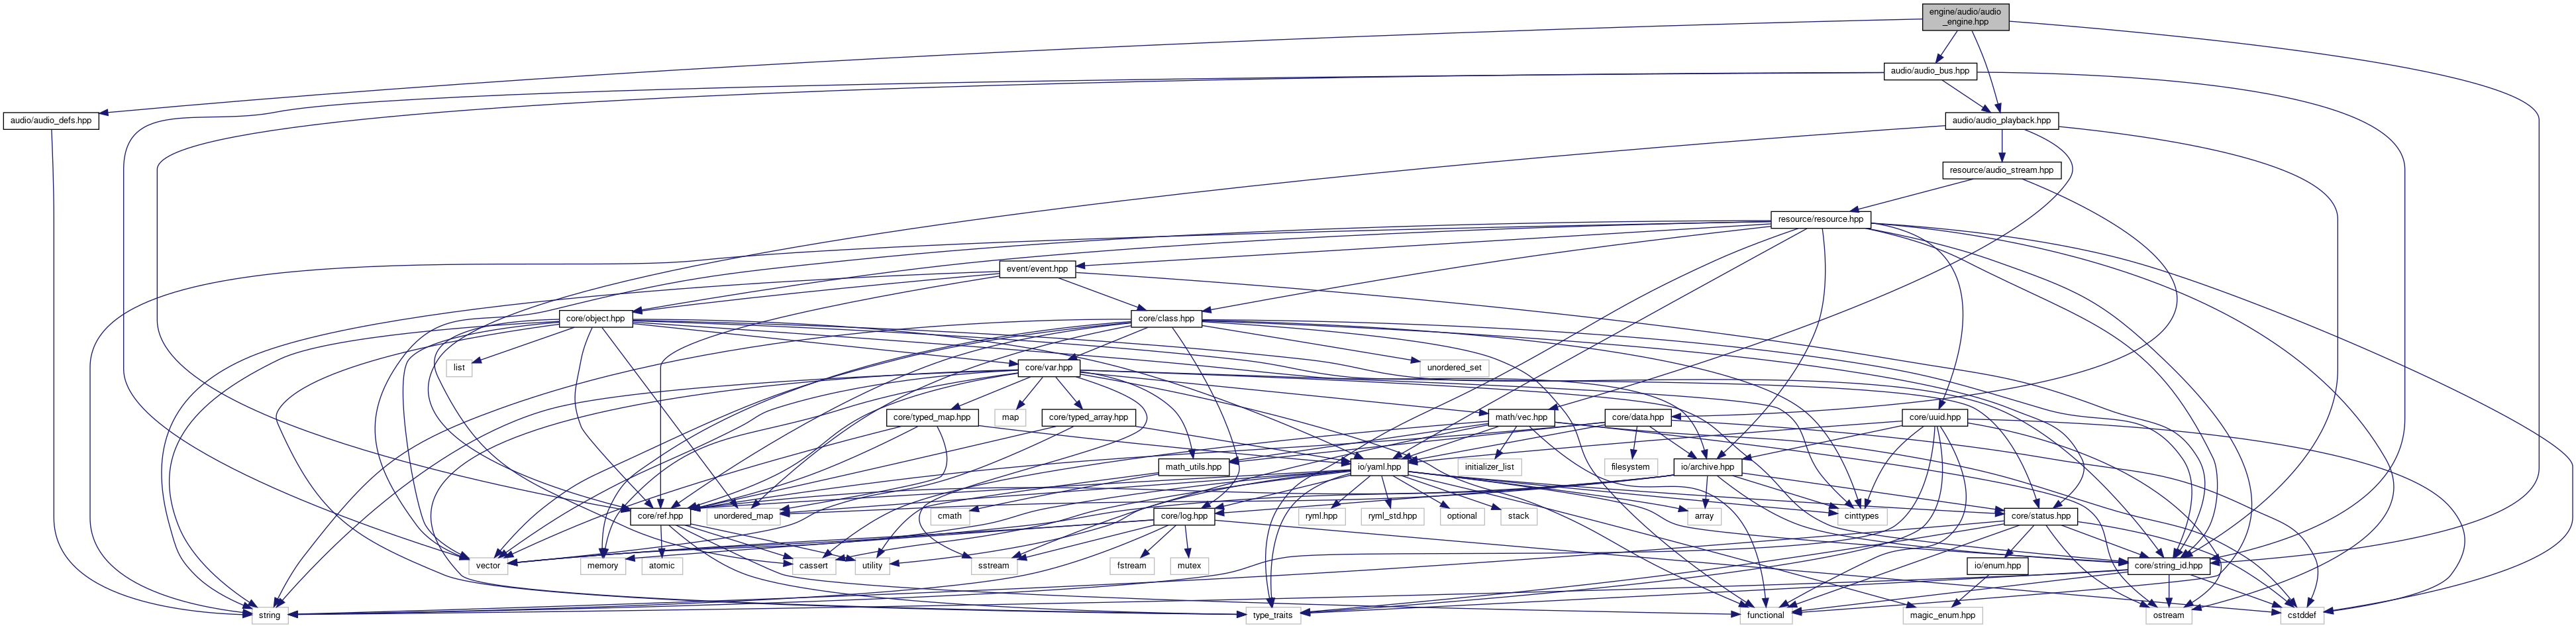 engine/audio/audio
_engine.hpp
audio/audio_bus.hpp
audio/audio_defs.hpp
audio/audio_playback.hpp
resource/audio_stream.hpp
resource/resource.hpp
event/event.hpp
core/object.hpp
core/class.hpp
list
core/var.hpp
unordered_set
core/typed_map.hpp
map
core/typed_array.hpp
math/vec.hpp
core/data.hpp
core/uuid.hpp
math_utils.hpp
io/yaml.hpp
initializer_list
filesystem
io/archive.hpp
core/ref.hpp
unordered_map
cmath
core/log.hpp
ryml.hpp
ryml_std.hpp
optional
stack
array
cinttypes
core/status.hpp
vector
memory
atomic
cassert
utility
sstream
fstream
mutex
io/enum.hpp
core/string_id.hpp
string
type_traits
functional
magic_enum.hpp
ostream
cstddef